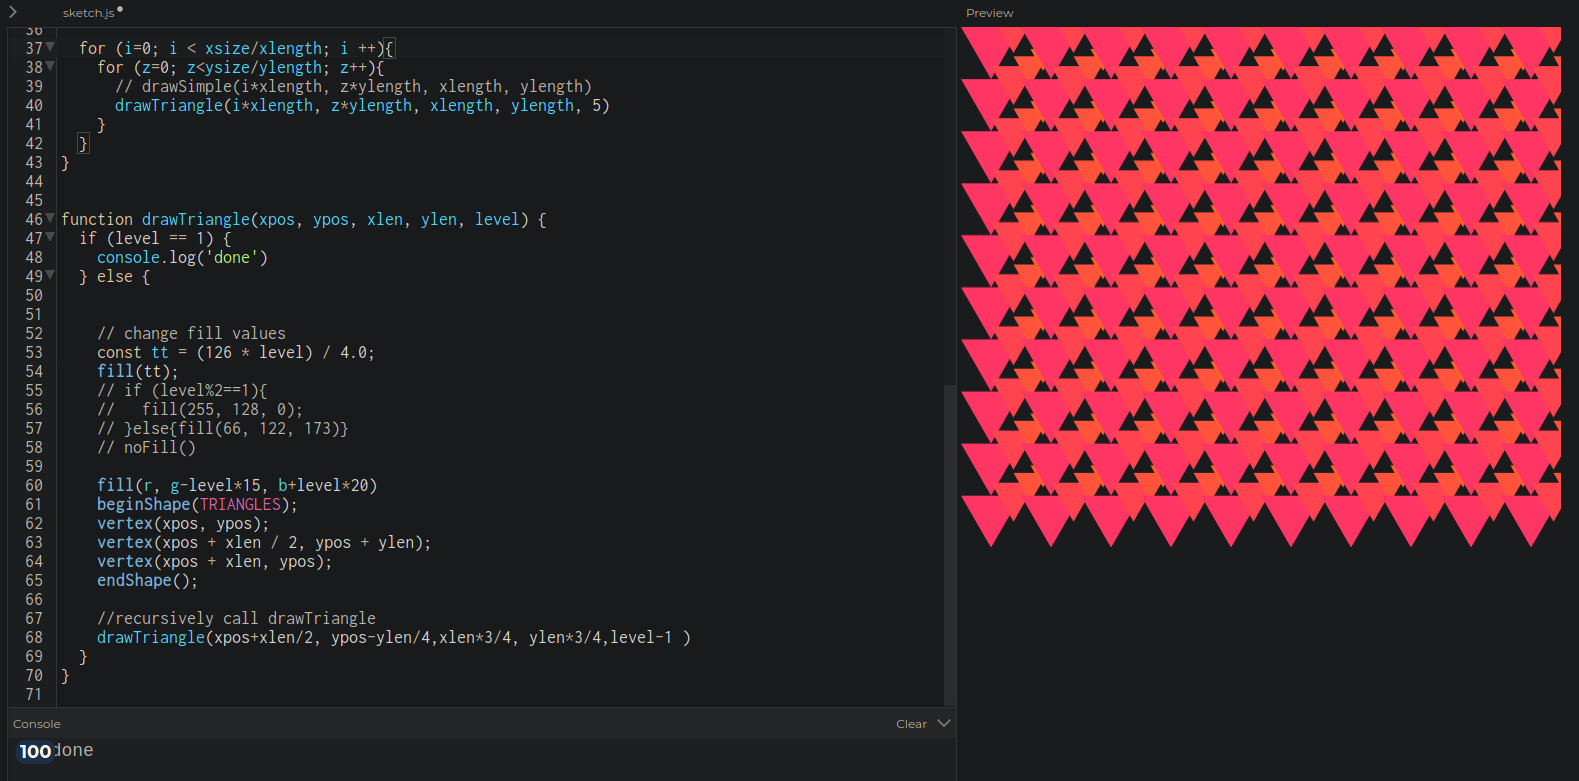 sketch.js
Preview
36
37 for (i=0; i < xsize/xlength; i ++){
38 for (z=0; z<ysize/ylength; z++){
39 // drawSimple(i*xlength, z*ylength, xlength, ylength)
40 drawTriangle(i*xlength, z*ylength, xlength, ylength, 5)
41 }
42 }
43 }
44
45
46 function drawTriangle(xpos, ypos, xlen, ylen, level) {
47 if (level == 1) {
48 console.log('done')
49 } else {
50
51
52 // change fill values
53 const tt = (126 * level) / 4.0;
54 fill(tt);
55 // if (level%2==1){
56 //   fill(255, 128, 0);
57 // }else{fill(66, 122, 173)}
58 // noFill()
59
60 fill(r, g-level*15, b+level*20)
61 beginShape(TRIANGLES);
62 vertex(xpos, ypos);
63 vertex(xpos + xlen / 2, ypos + ylen);
64 vertex(xpos + xlen, ypos);
65 endShape();
66
67 //recursively call drawTriangle
68 drawTriangle(xpos+xlen/2, ypos-ylen/4,xlen*3/4, ylen*3/4,level-1 )
69 }
70 }
71
Console
Clear
100 done